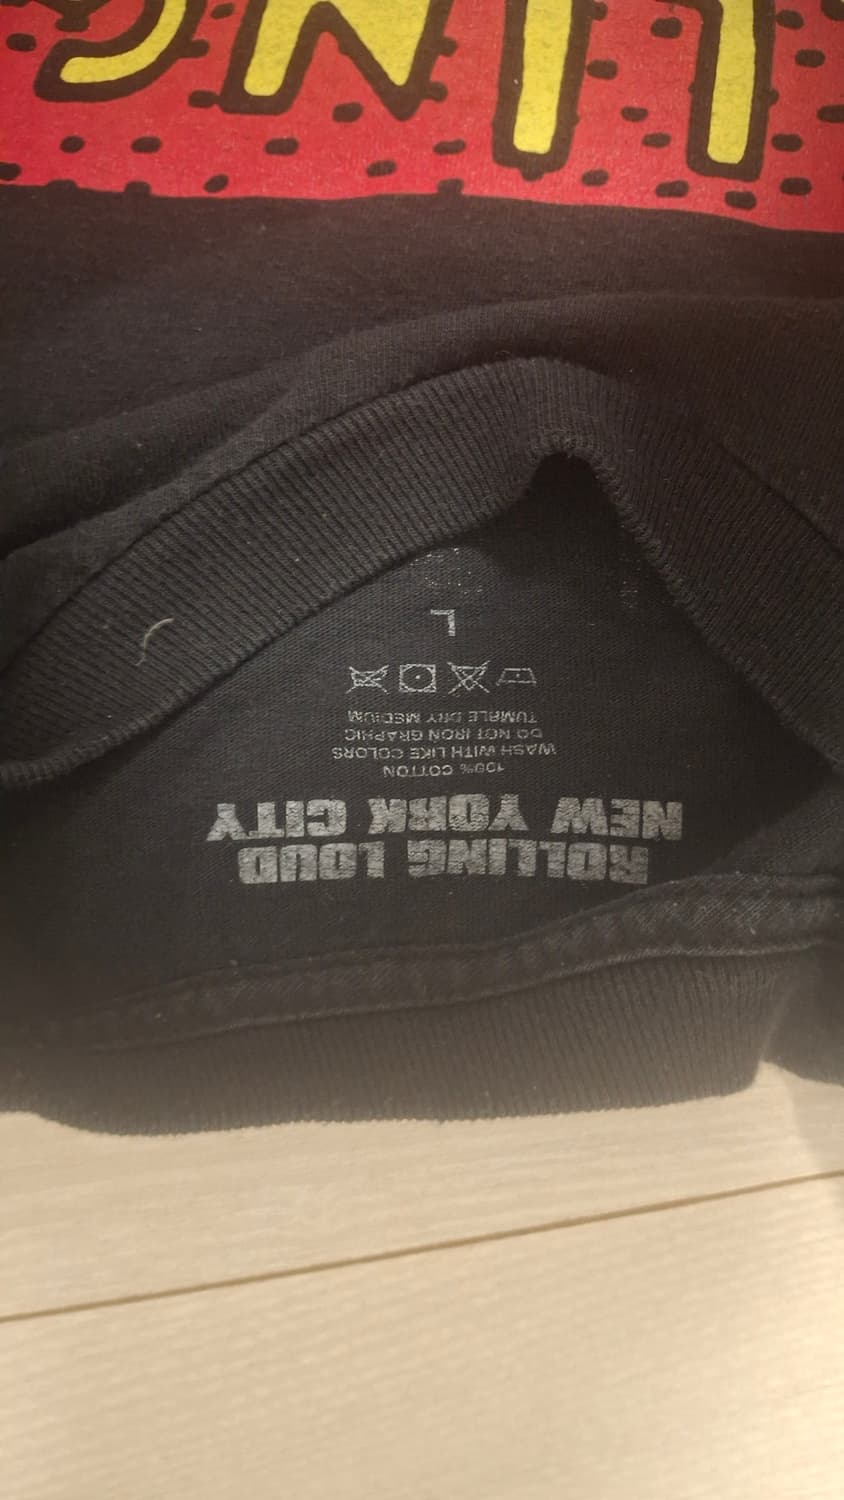 ROLLING LOUD
NEW YORK CITY
100% COTTON
WASH WITH LIKE COLORS
DO NOT IRON GRAPHIC
TUMBLE DRY MEDIUM
L